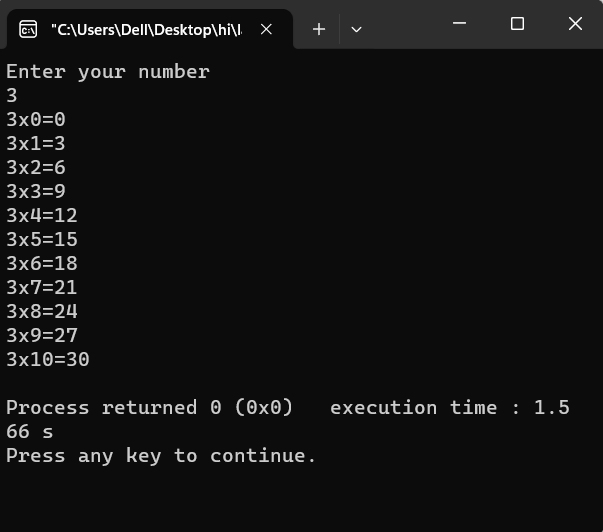 "C:\Users\Dell\Desktop\hi\l
Enter your number
3
3x0=0
3x1=3
3x2=6
3x3=9
3x4=12
3x5=15
3x6=18
3x7=21
3x8=24
3x9=27
3x10=30
Process returned 0 (0x0)   execution time : 1.5
66 s
Press any key to continue.